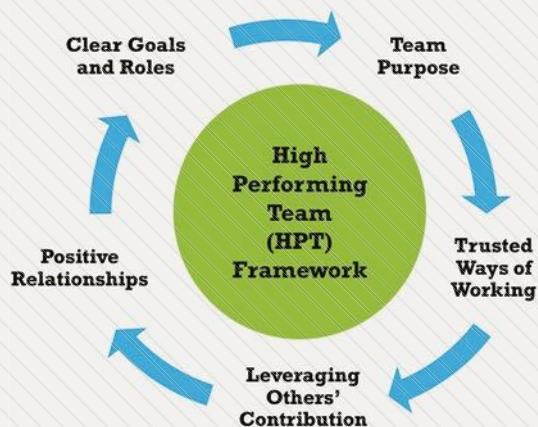 Clear Goals
and Roles
Team
Purpose
High
Performing
Team
(HPT)
Framework
Trusted
Ways of
Working
Positive
Relationships
Leveraging
Others’
Contribution